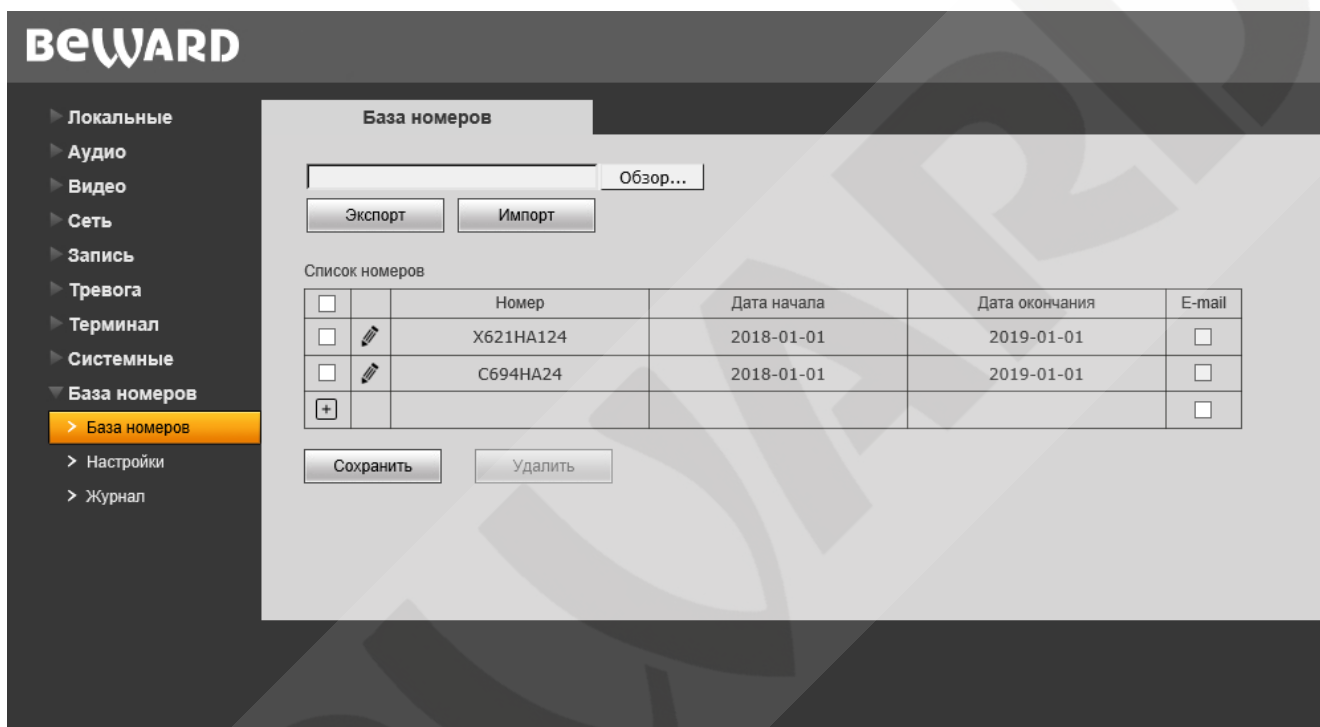 BEWARD
Локальные
Аудио
Видео
Сеть
Запись
Тревога
Терминал
Системные
База номеров
> База номеров
> Настройки
> Журнал
База номеров
Обзор...
Экспорт Импорт
Список номеров
Номер Дата начала Дата окончания E-mail
X621HA124 2018-01-01 2019-01-01
C694HA24 2018-01-01 2019-01-01
Сохранить Удалить